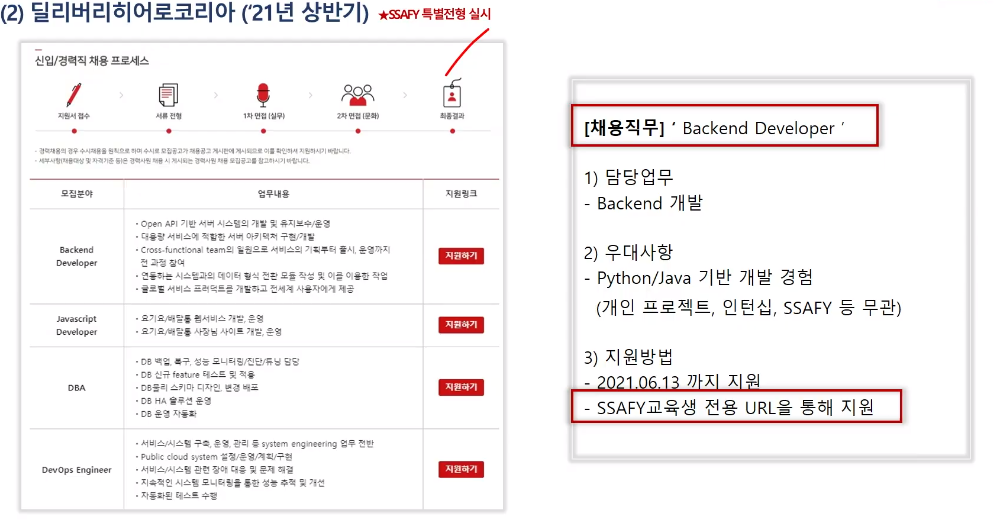 (2) 딜리버리히어로코리아 (‘21년 상반기) ★SSAFY 특별전형 실시
신입/경력직 채용 프로세스
지원서 접수 > 서류 전형 > 1차 면접 (실무) > 2차 면접 (문화) > 최종결과
· 경력채용의 경우 수시채용을 원칙으로 하며 수시로 모집공고가 채용공고 게시판에 게시되므로 이를 확인하셔서 지원하시기 바랍니다.
· 세부사항(채용대상 및 자격기준 등)은 경력사원 채용 시 게시되는 경력사원 채용 모집공고를 참고하시기 바랍니다.
모집분야 업무내용 지원링크
Backend
Developer
· Open API 기반 서버 시스템의 개발 및 유지보수/운영
· 대용량 서비스에 적합한 서버 아키텍처 구현/개발
· Cross-functional team의 일원으로 서비스의 기획부터 출시, 운영까지
전 과정 참여
· 연동하는 시스템과의 데이터 형식 전환 모듈 작성 및 이를 이용한 작업
· 글로벌 서비스 프러덕트를 개발하고 전세계 사용자에게 제공
지원하기
Javascript
Developer
· 요기요/배달통 웹서비스 개발, 운영
· 요기요/배달통 사장님 사이트 개발, 운영
지원하기
DBA
· DB 백업, 복구, 성능 모니터링/진단/튜닝 담당
· DB 신규 feature 테스트 및 적용
· DB물리 스키마 디자인, 변경 배포
· DB HA 솔루션 운영
· DB 운영 자동화
지원하기
DevOps Engineer
· 서비스/시스템 구축, 운영, 관리 등 system engineering 업무 전반
· Public cloud system 설정/운영/계획/구현
· 서비스/시스템 관련 장애 대응 및 문제 해결
· 지속적인 시스템 모니터링을 통한 성능 추적 및 개선
· 자동화된 테스트 수행
지원하기
[채용직무] ‘ Backend Developer ’
1) 담당업무
- Backend 개발
2) 우대사항
- Python/Java 기반 개발 경험
(개인 프로젝트, 인턴십, SSAFY 등 무관)
3) 지원방법
- 2021.06.13 까지 지원
- SSAFY교육생 전용 URL을 통해 지원